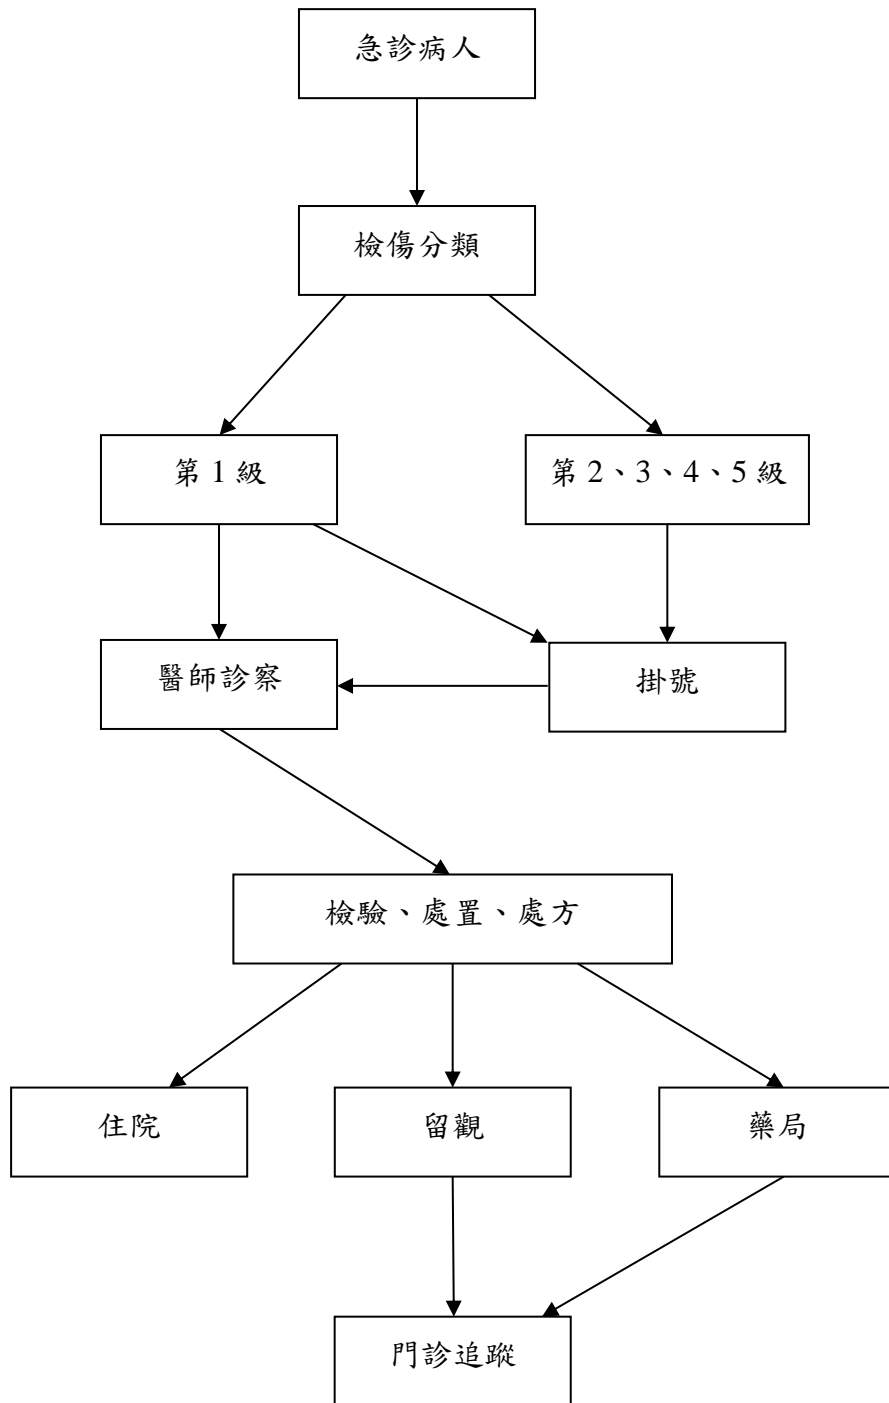 急診病人
檢傷分類
第 1 級
第 2、3、4、5 級
醫師診察
掛號
檢驗、處置、處方
住院
留觀
藥局
門診追蹤